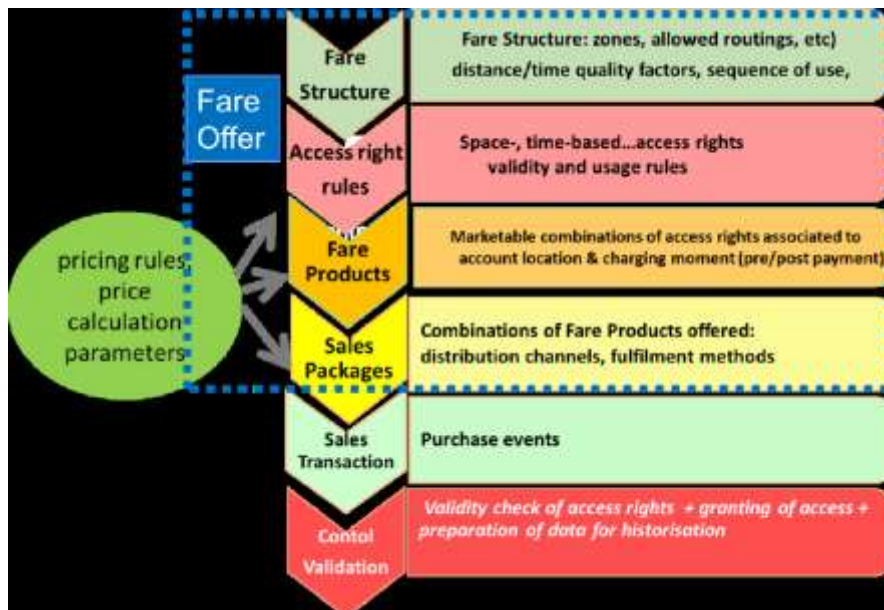 Fare
Structure
Fare Structure: zones, allowed routings, etc)
distance/time quality factors, sequence of use,
Fare
Offer
Access right
rules
Space-, time-based...access rights
validity and usage rules
pricing rules,
price
calculation
parameters
Fare
Products
Marketable combinations of access rights associated to
account location & charging moment (pre/post payment)
Sales
Packages
Combinations of Fare Products offered:
distribution channels, fulfilment methods
Sales
Transaction
Purchase events
Contol
Validation
Validity check of access rights + granting of access +
preparation of data for historisation